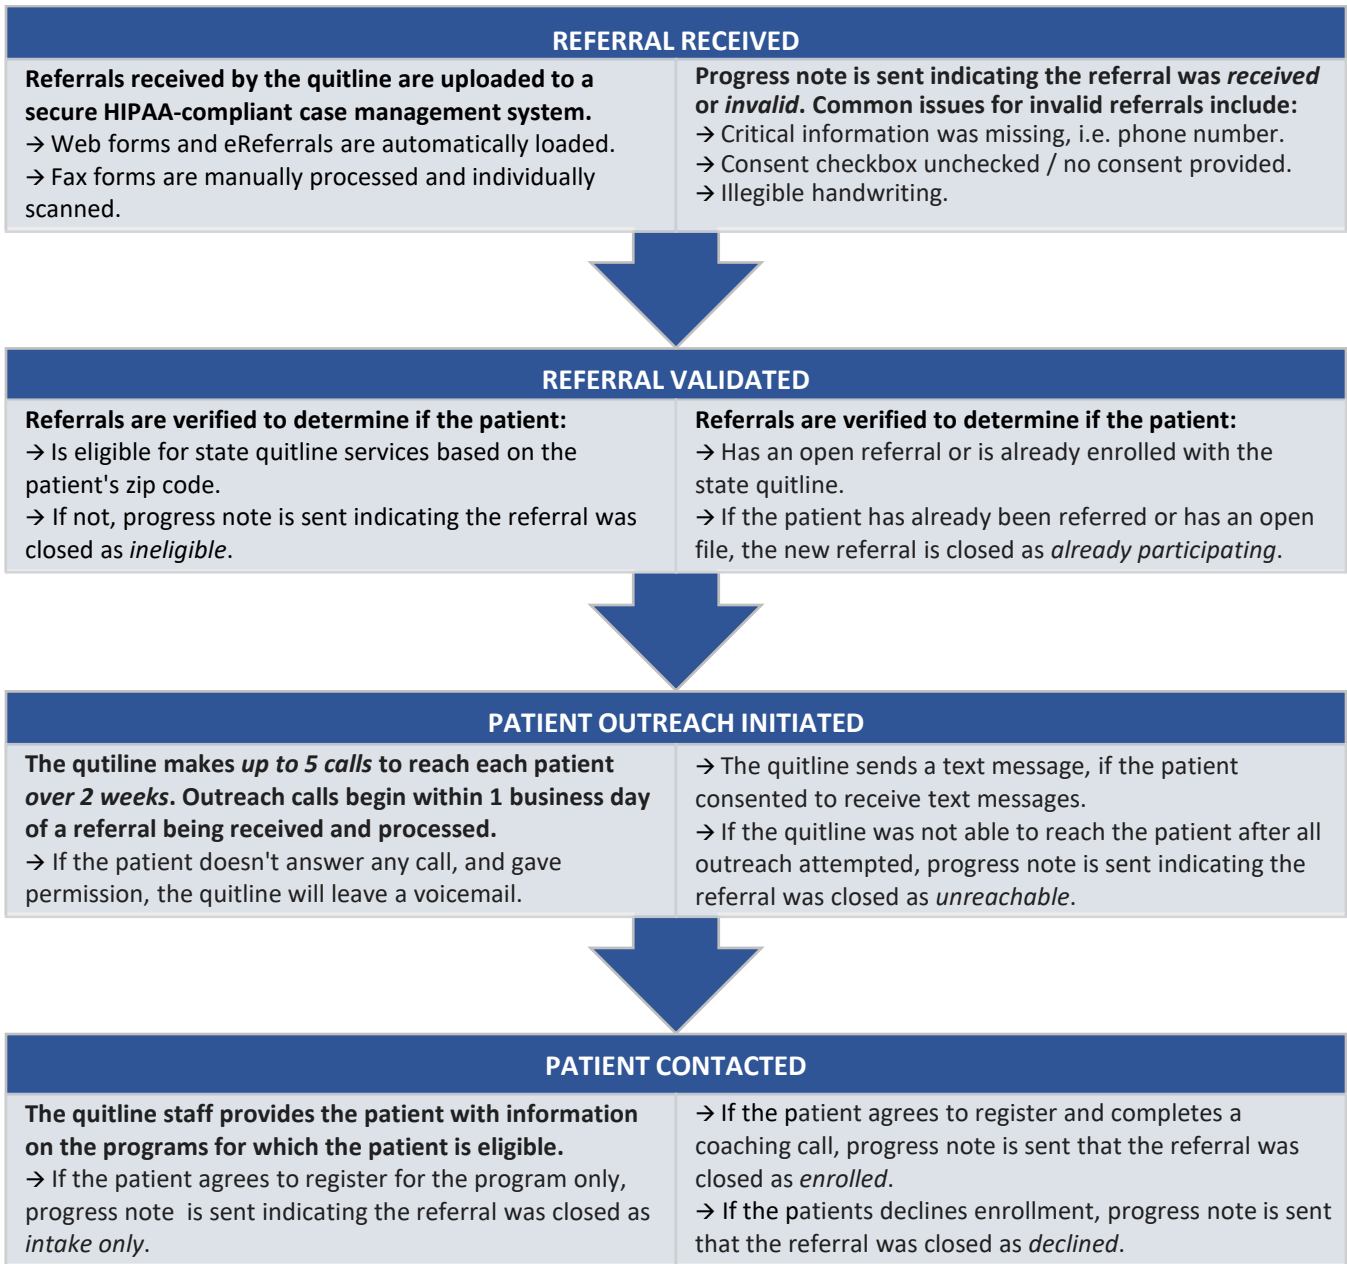 REFERRAL RECEIVED
Referrals received by the quitline are uploaded to a
secure HIPAA-compliant case management system.
→ Web forms and eReferrals are automatically loaded.
→ Fax forms are manually processed and individually
scanned.
Progress note is sent indicating the referral was received
or invalid. Common issues for invalid referrals include:
→ Critical information was missing, i.e. phone number.
→ Consent checkbox unchecked / no consent provided.
→ Illegible handwriting.
REFERRAL VALIDATED
Referrals are verified to determine if the patient:
→ Is eligible for state quitline services based on the
patient's zip code.
→ If not, progress note is sent indicating the referral was
closed as ineligible.
Referrals are verified to determine if the patient:
→ Has an open referral or is already enrolled with the
state quitline.
→ If the patient has already been referred or has an open
file, the new referral is closed as already participating.
PATIENT OUTREACH INITIATED
The qutiline makes up to 5 calls to reach each patient
over 2 weeks. Outreach calls begin within 1 business day
of a referral being received and processed.
→ If the patient doesn't answer any call, and gave
permission, the quitline will leave a voicemail.
→ The quitline sends a text message, if the patient
consented to receive text messages.
→ If the quitline was not able to reach the patient after all
outreach attempted, progress note is sent indicating the
referral was closed as unreachable.
PATIENT CONTACTED
The quitline staff provides the patient with information
on the programs for which the patient is eligible.
→ If the patient agrees to register for the program only,
progress note is sent indicating the referral was closed as
intake only.
→ If the patient agrees to register and completes a
coaching call, progress note is sent that the referral was
closed as enrolled.
→ If the patients declines enrollment, progress note is sent
that the referral was closed as declined.